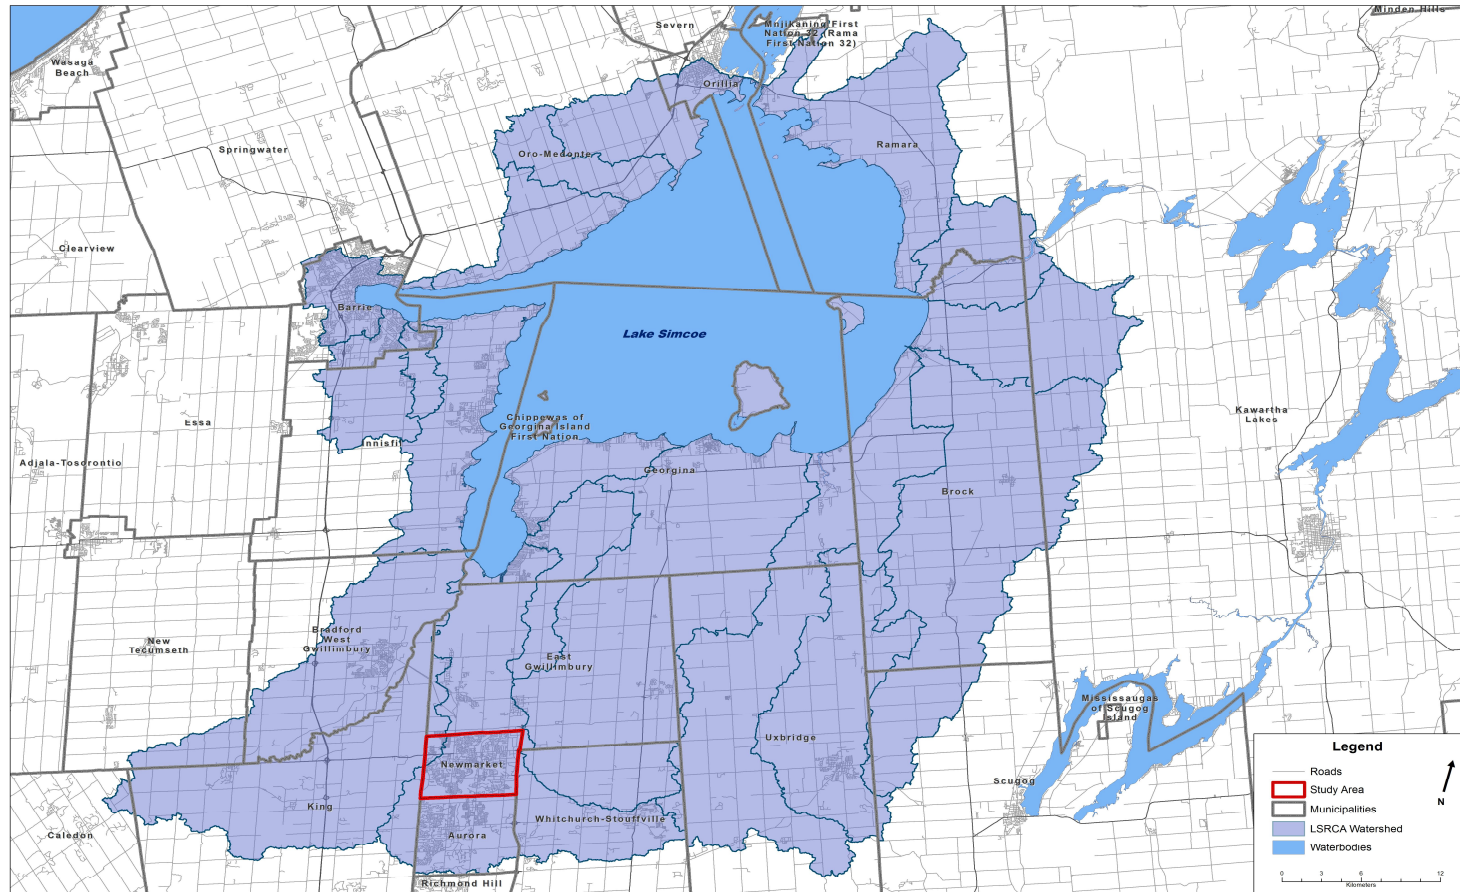 Minden Hills
Severn
Mnjikaning First
Nation 32 (Rama
First Nation 32)
Wasaga
Beach
Orillia
Springwater
Oro-Medonte
Ramara
Clearview
Barrie
Lake Simcoe
Chippewas of
Georgina Island
First Nation
Kawartha
Lakes
Essa
Innisfil
Adjala-Tosorontio
Georgina
Brock
New
Tecumseth
Bradford
West
Gwillimbury
East
Gwillimbury
Mississaugas
of Scugog
Island
Uxbridge
Newmarket
Scugog
King
Whitchurch-Stouffville
Caledon
Aurora
Richmond Hill
Legend
Roads
Study Area
Municipalities
LSRCA Watershed
Waterbodies
N
0 3 6 12
Kilometers